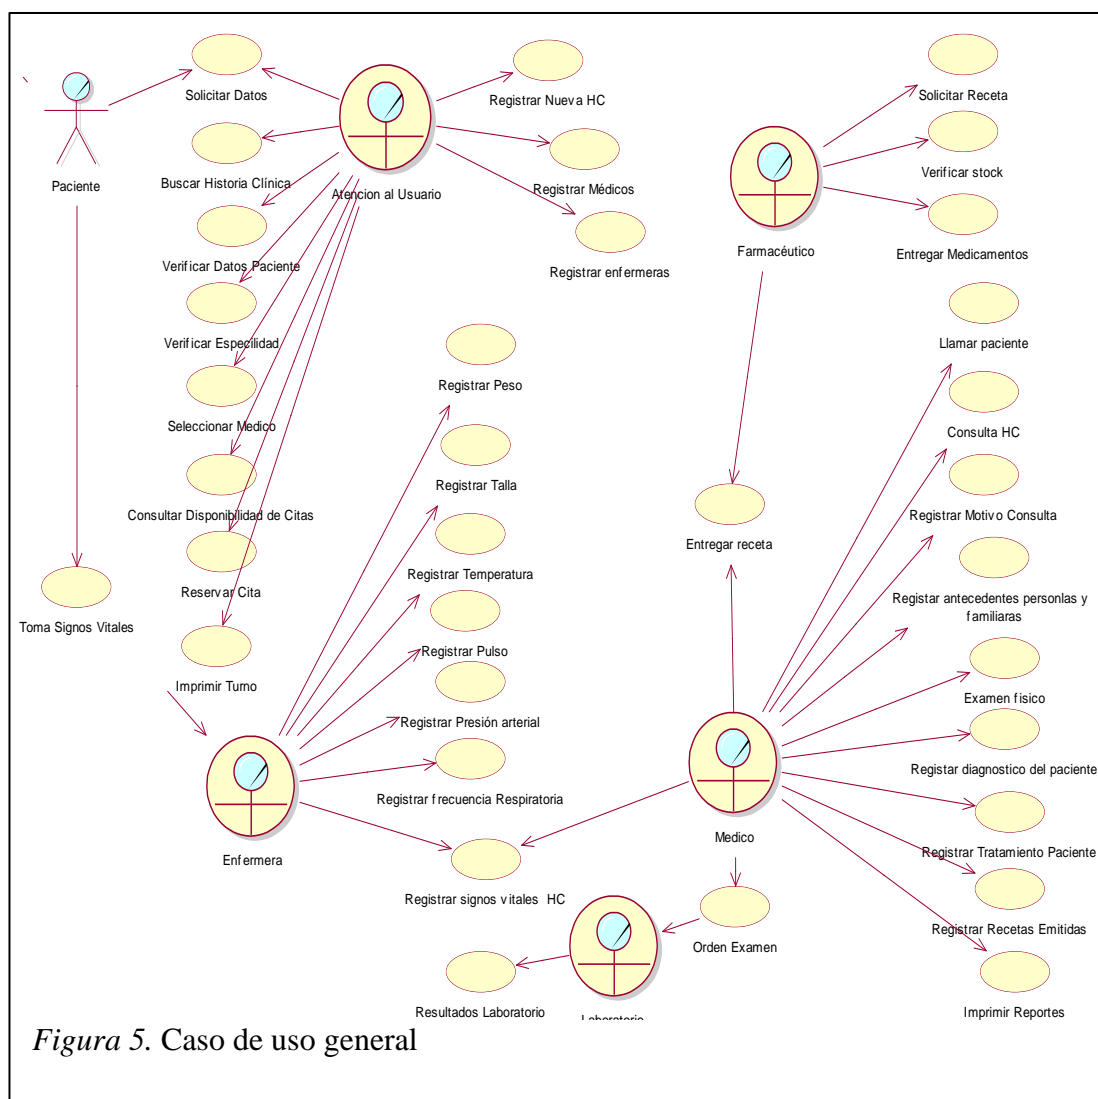 Solicitar Datos
Registrar Nueva HC
Solicitar Receta
Paciente
Buscar Historia Clínica
Atencion al Usuario
Registrar Médicos
Verificar stock
Verificar Datos Paciente
Registrar enfermeras
Farmacéutico
Entregar Medicamentos
Verificar Especilidad
Llamar paciente
Registrar Peso
Seleccionar Medico
Consulta HC
Registrar Talla
Consultar Disponibilidad de Citas
Registrar Motivo Consulta
Entregar receta
Registrar Temperatura
Reservar Cita
Registar antecedentes personlas y
familiaras
Toma Signos Vitales
Registrar Pulso
Imprimir Turno
Examen fisico
Registrar Presión arterial
Registar diagnostico del paciente
Registrar frecuencia Respiratoria
Enfermera
Medico
Registrar Tratamiento Paciente
Registrar signos vitales HC
Registrar Recetas Emitidas
Orden Examen
Resultados Laboratorio
Laboratorio
Imprimir Reportes
Figura 5. Caso de uso general